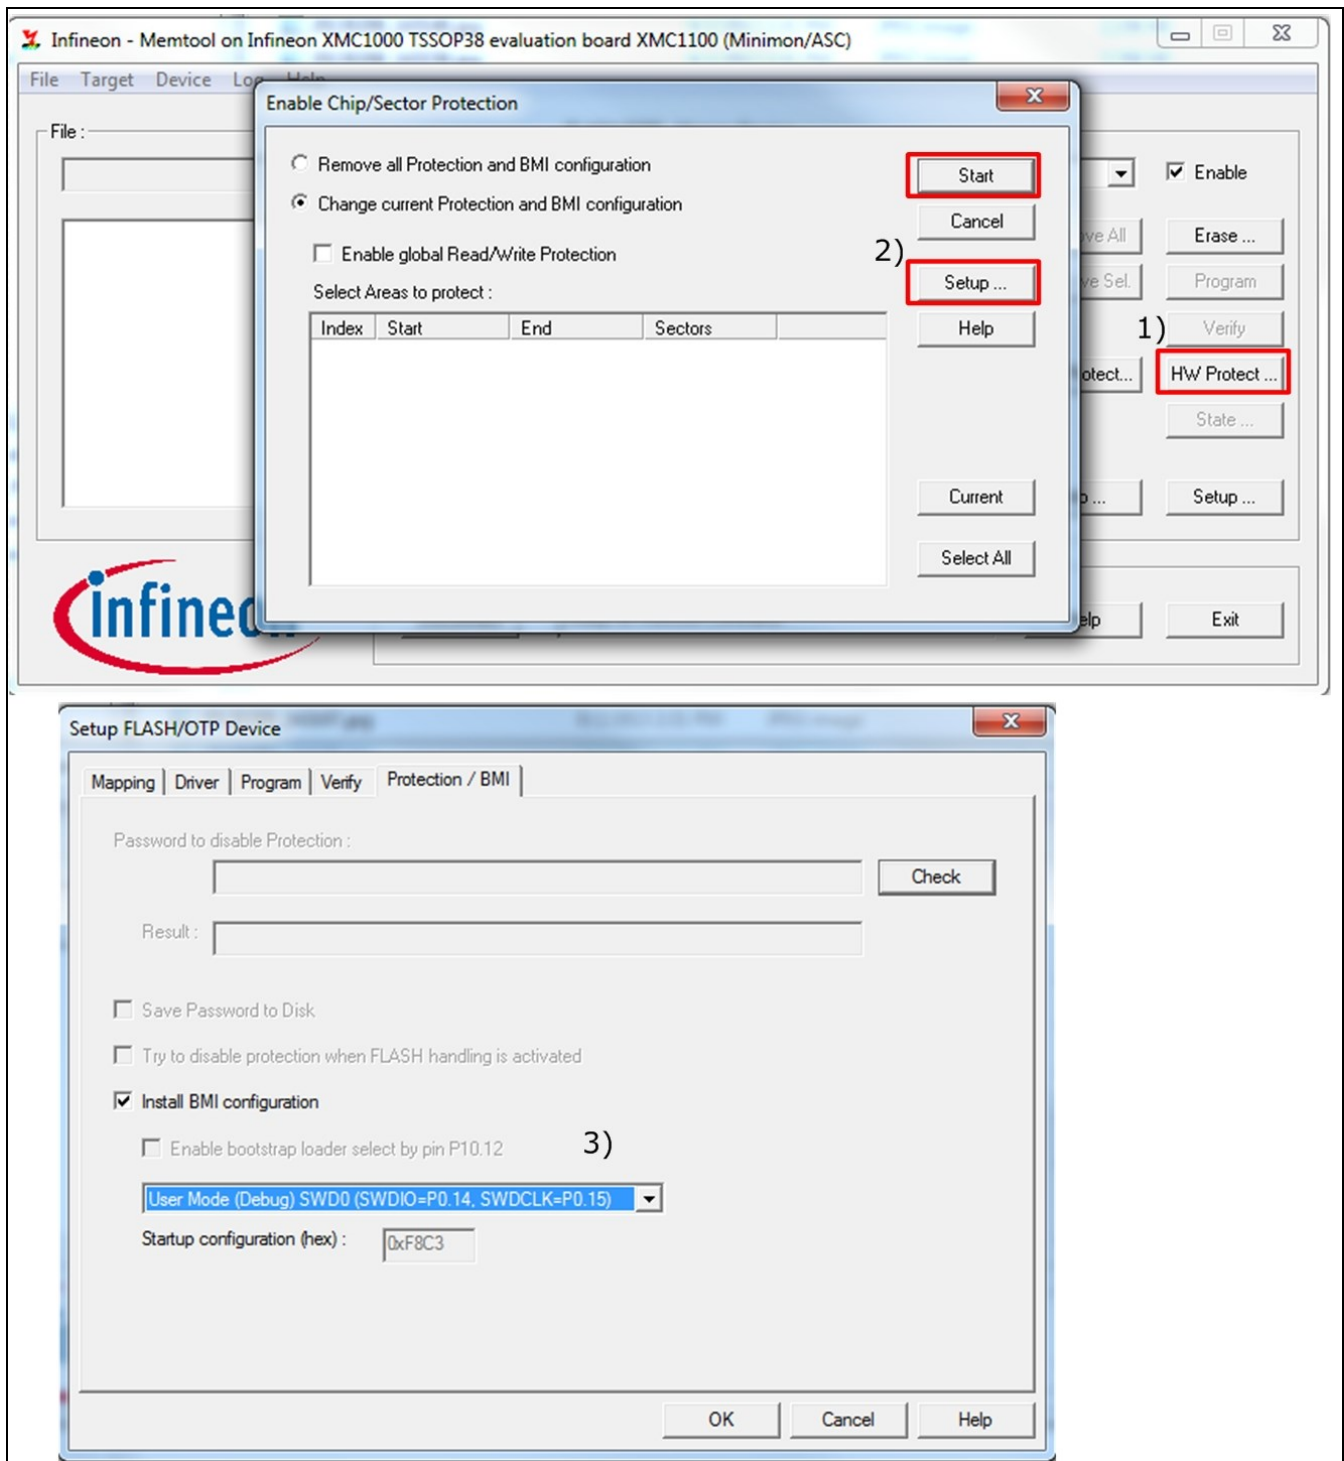 Infineon - Memtool on Infineon XMC1000 TSSOP38 evaluation board XMC1100 (Minimon/ASC)
File Target Device Log Help
Enable Chip/Sector Protection
File :
Remove all Protection and BMI configuration
Start
Enable
Change current Protection and BMI configuration
Cancel
ove All
Erase ...
Enable global Read/Write Protection
2)
Setup ...
ve Sel.
Program
Select Areas to protect :
Index Start End Sectors
Help
1)
Verify
otect...
HW Protect ...
State ...
Current
...
Setup ...
Select All
infineon
elp
Exit
Setup FLASH/OTP Device
Mapping Driver Program Verify Protection / BMI
Password to disable Protection :
Check
Result :
Save Password to Disk
Try to disable protection when FLASH handling is activated
Install BMI configuration
Enable bootstrap loader select by pin P10.12
3)
User Mode (Debug) SWD0 (SWDIO=P0.14, SWDCLK=P0.15)
Startup configuration (hex) : 0xF8C3
OK Cancel Help